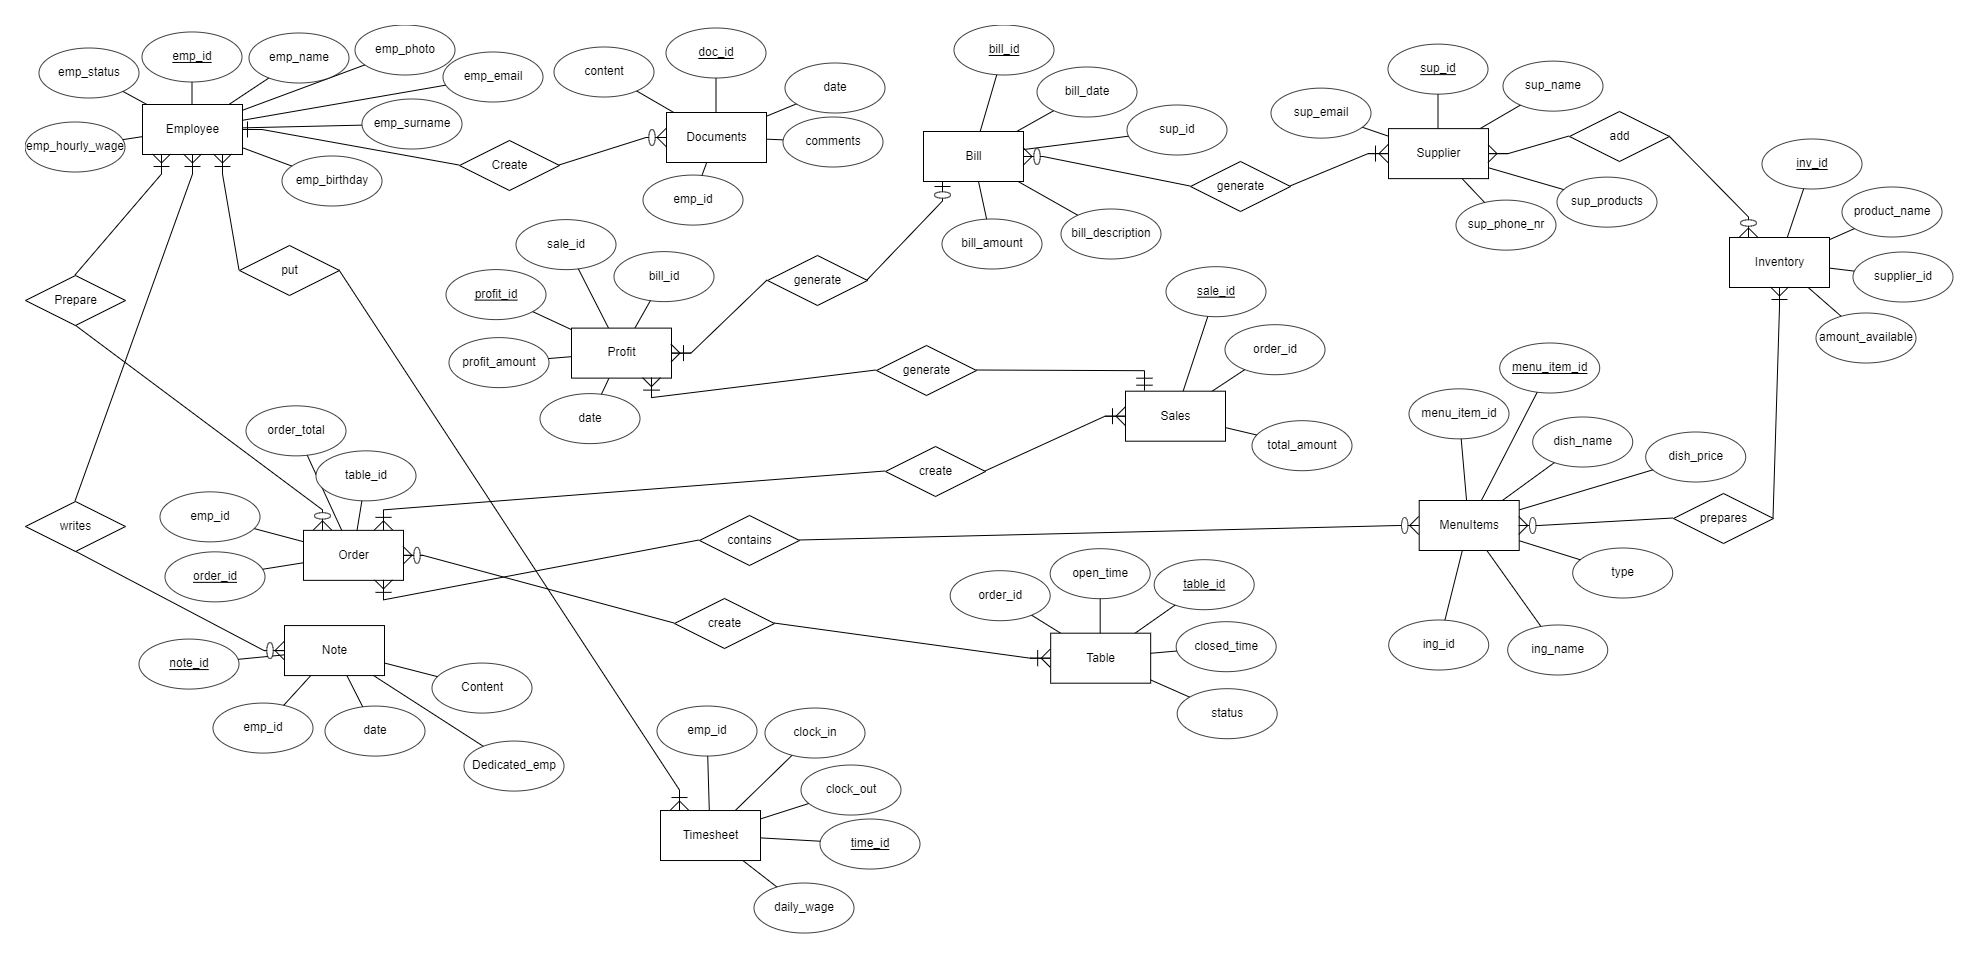 emp_status
emp_id
emp_name
emp_photo
emp_email
emp_surname
Employee
emp_hourly_wage
emp_birthday
content
doc_id
date
Documents
comments
emp_id
Create
bill_id
bill_date
sup_id
Bill
bill_amount
bill_description
generate
sup_id
sup_name
sup_email
Supplier
sup_products
sup_phone_nr
add
inv_id
product_name
Inventory
supplier_id
amount_available
Prepare
put
sale_id
bill_id
profit_id
Profit
profit_amount
date
generate
generate
sale_id
order_id
Sales
total_amount
create
menu_item_id
menu_item_id
dish_name
dish_price
MenuItems
prepares
type
ing_id
ing_name
order_total
table_id
emp_id
Order
order_id
writes
contains
create
open_time
order_id
table_id
closed_time
Table
status
Note
note_id
Content
emp_id
date
Dedicated_emp
emp_id
clock_in
clock_out
Timesheet
time_id
daily_wage